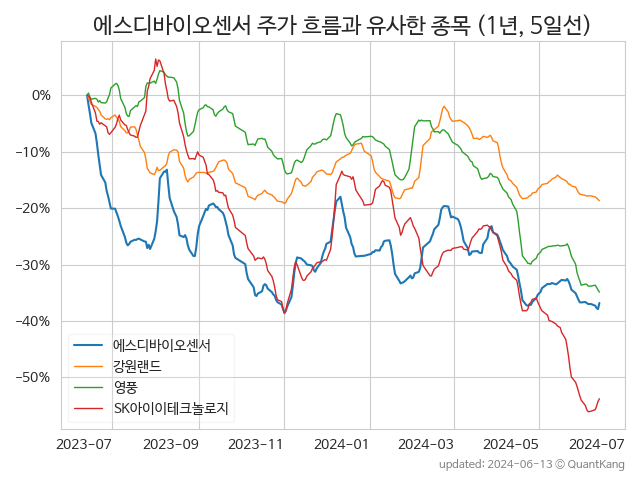 에스디바이오센서 주가 흐름과 유사한 종목 (1년, 5일선)
0%
−10%
−20%
−30%
−40%
−50%
에스디바이오센서
강원랜드
영풍
SK아이이테크놀로지
2023-07 2023-09 2023-11 2024-01 2024-03 2024-05 2024-07
updated: 2024-06-13 © QuantKang